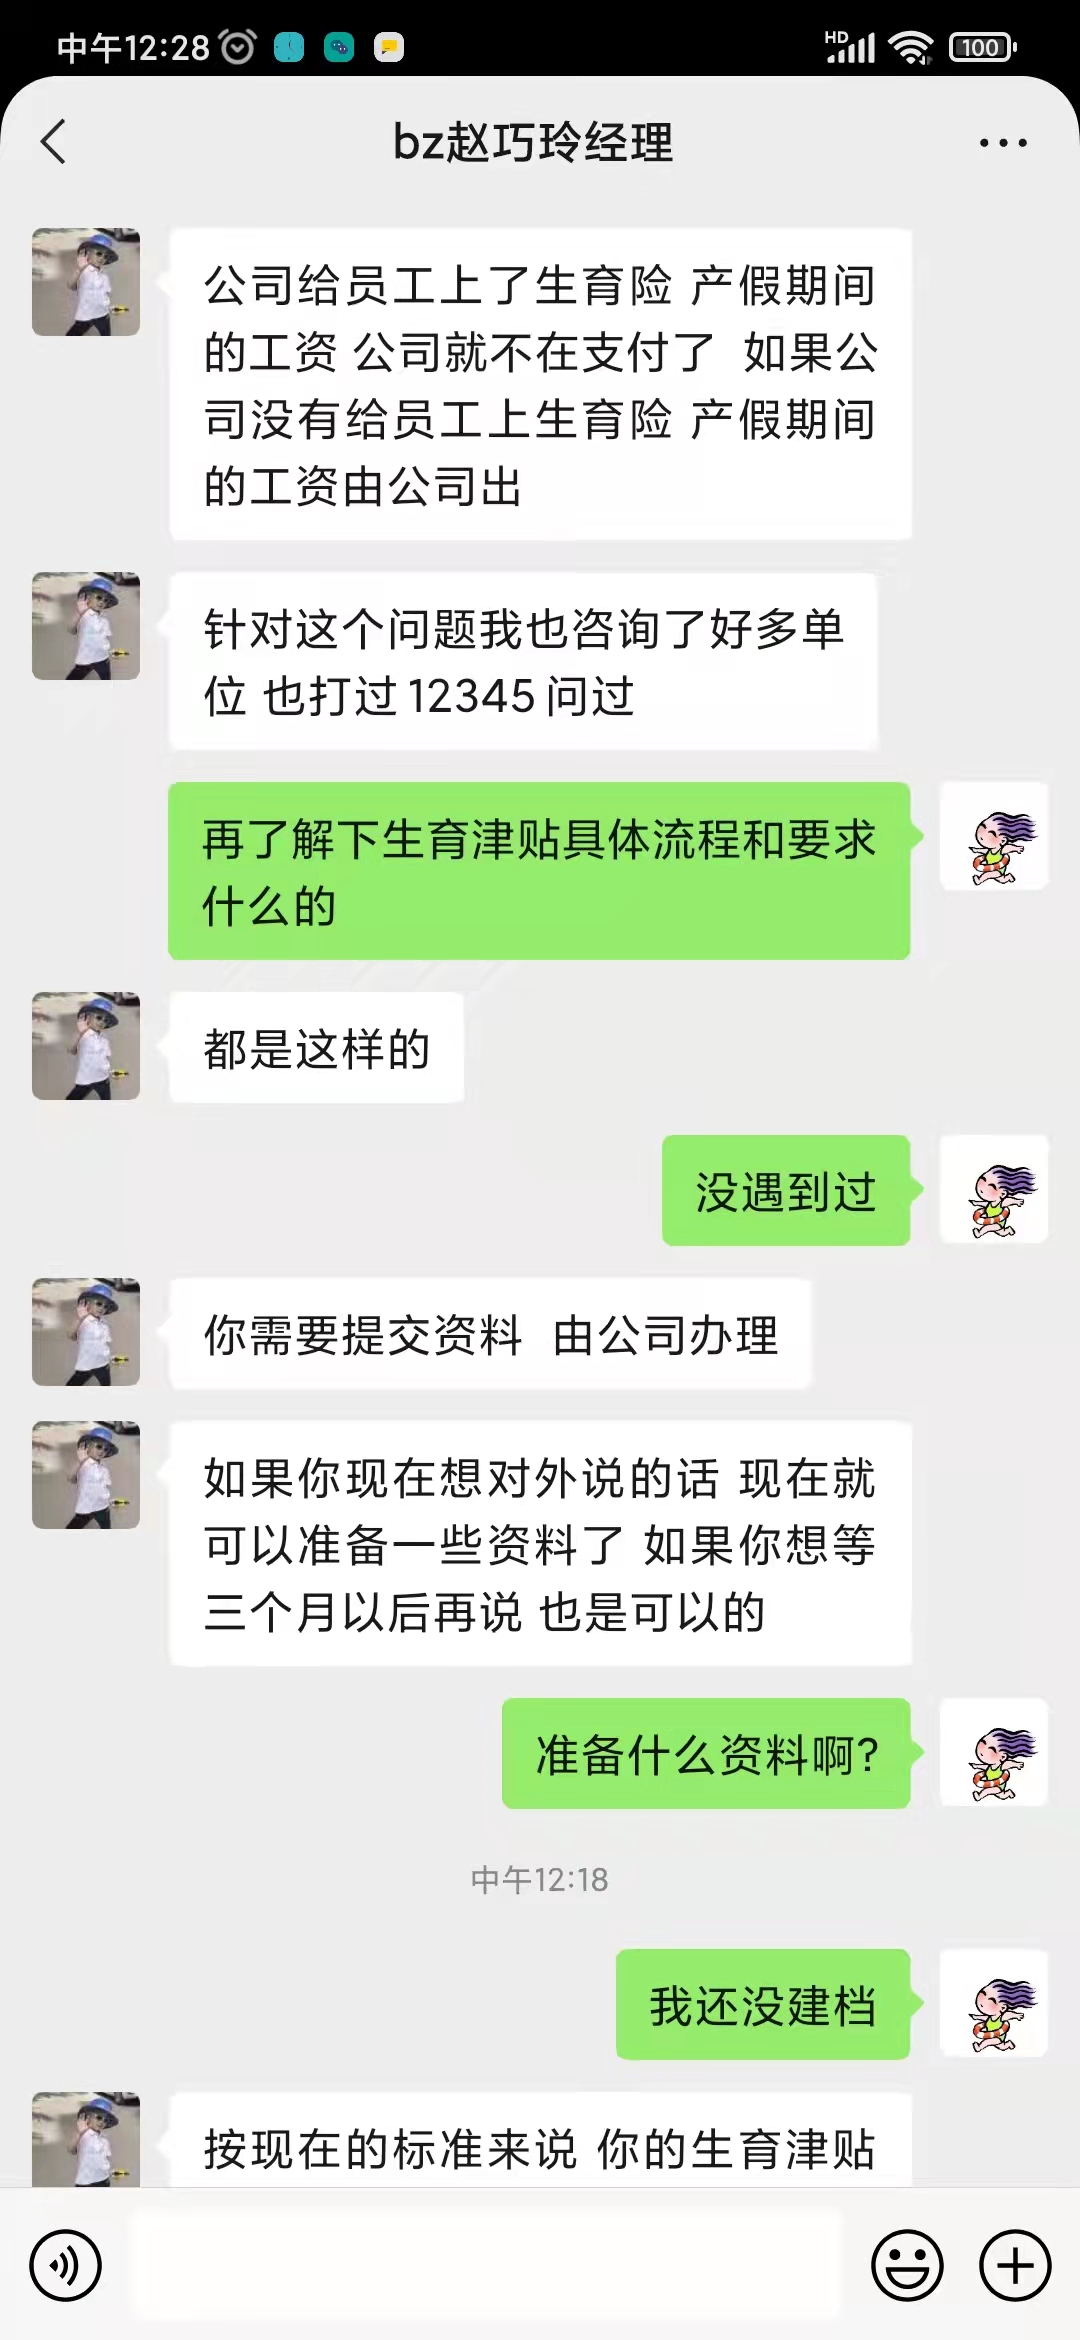 中午12:28
HD
100
bz赵巧玲经理
公司给员工上了生育险 产假期间
的工资 公司就不在支付了 如果公
司没有给员工上生育险 产假期间
的工资由公司出
针对这个问题我也咨询了好多单
位 也打过12345问过
再了解下生育津贴具体流程和要求
什么的
都是这样的
没遇到过
你需要提交资料 由公司办理
如果你现在想对外说的话 现在就
可以准备一些资料了 如果你想等
三个月以后再说 也是可以的
准备什么资料啊?
中午12:18
我还没建档
按现在的标准来说 你的生育津贴